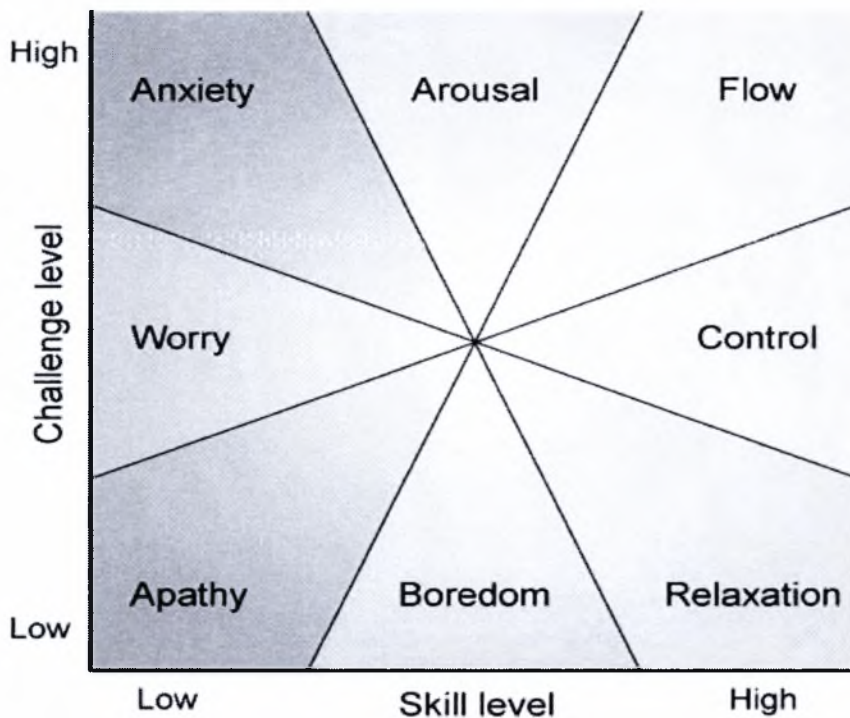 High
Anxiety Arousal Flow
Challenge level
Worry Control
Apathy Boredom Relaxation
Low
Low Skill level High